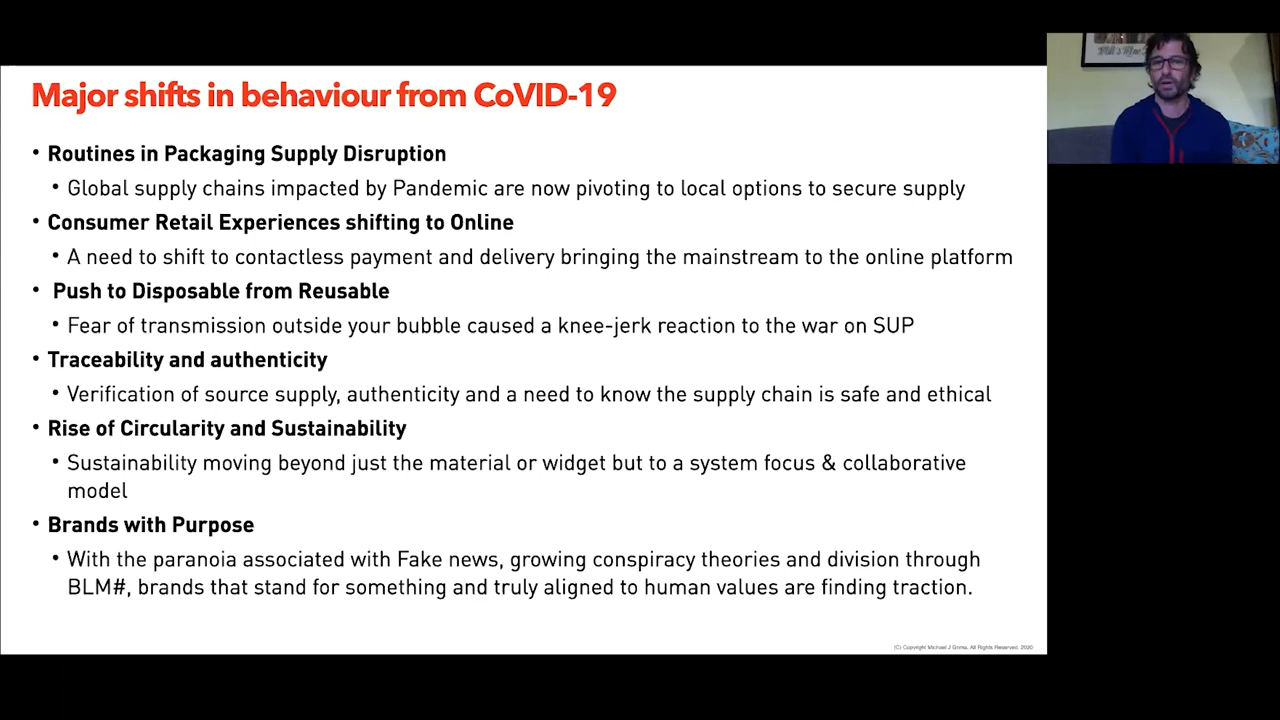 Major shifts in behaviour from CoVID-19
• Routines in Packaging Supply Disruption
• Global supply chains impacted by Pandemic are now pivoting to local options to secure supply
• Consumer Retail Experiences shifting to Online
• A need to shift to contactless payment and delivery bringing the mainstream to the online platform
• Push to Disposable from Reusable
• Fear of transmission outside your bubble caused a knee-jerk reaction to the war on SUP
• Traceability and authenticity
• Verification of source supply, authenticity and a need to know the supply chain is safe and ethical
• Rise of Circularity and Sustainability
• Sustainability moving beyond just the material or widget but to a system focus & collaborative
model
• Brands with Purpose
• With the paranoia associated with Fake news, growing conspiracy theories and division through
BLM#, brands that stand for something and truly aligned to human values are finding traction.
(C) Copyright Michael J Grima. All Rights Reserved, 2020